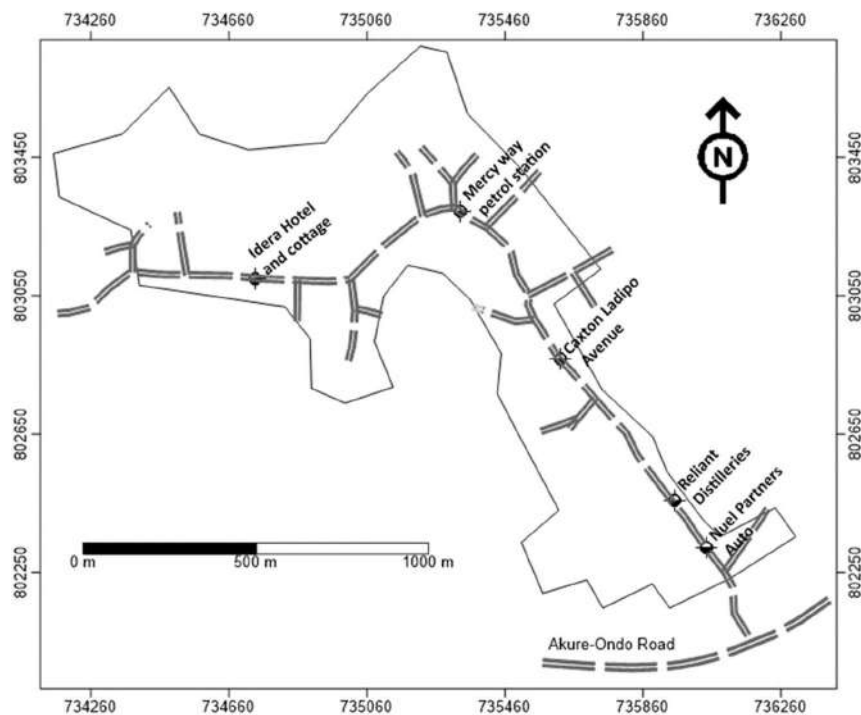 734260 734660 735060 735460 735860 736260
803450
803450
N
Mercy way
petrol station
Idera Hotel
and cottage
803050
803050
Caxton Ladipo
Avenue
802650
802650
Reliant
Distilleries
Nuel Partners
Auto
0 m 500 m 1000 m
802250
802250
Akure-Ondo Road
734260 734660 735060 735460 735860 736260